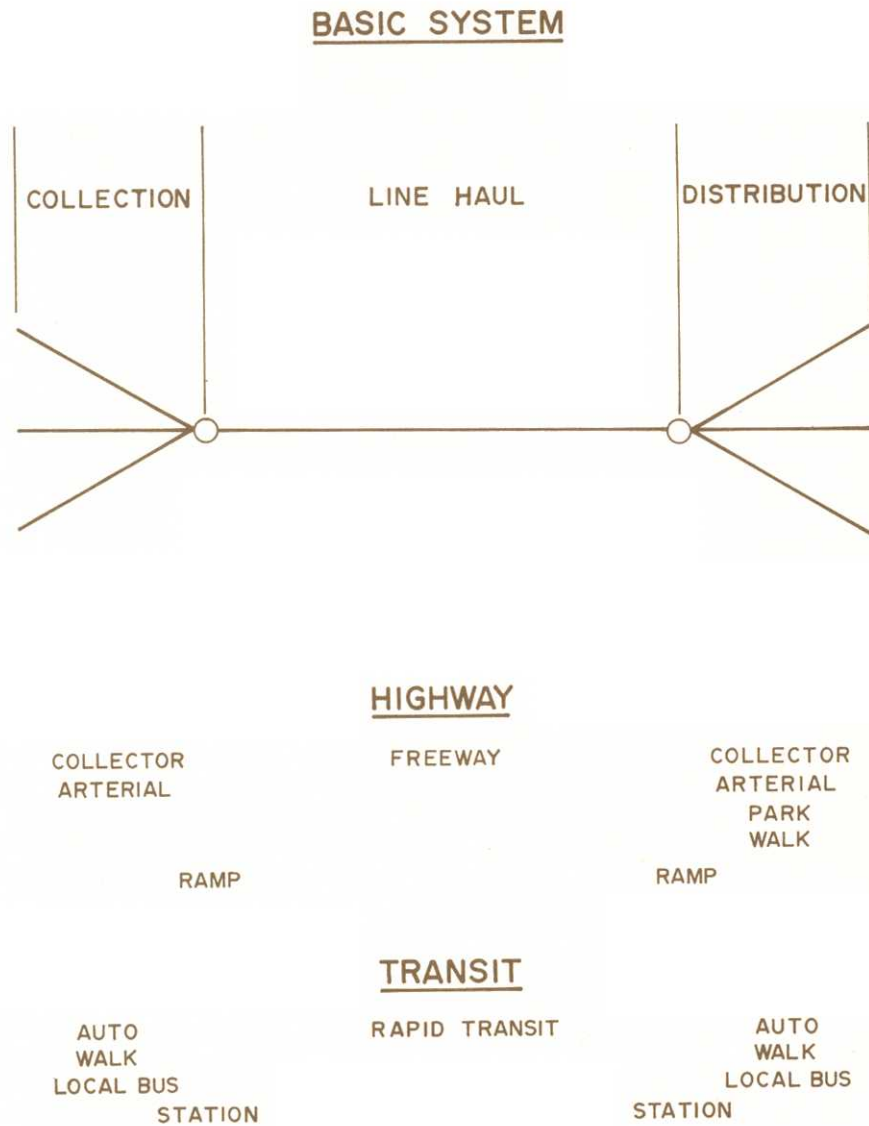 BASIC SYSTEM
COLLECTION LINE HAUL DISTRIBUTION
HIGHWAY
COLLECTOR FREEWAY COLLECTOR
ARTERIAL ARTERIAL
PARK
WALK
RAMP RAMP
TRANSIT
AUTO RAPID TRANSIT AUTO
WALK WALK
LOCAL BUS LOCAL BUS
STATION STATION